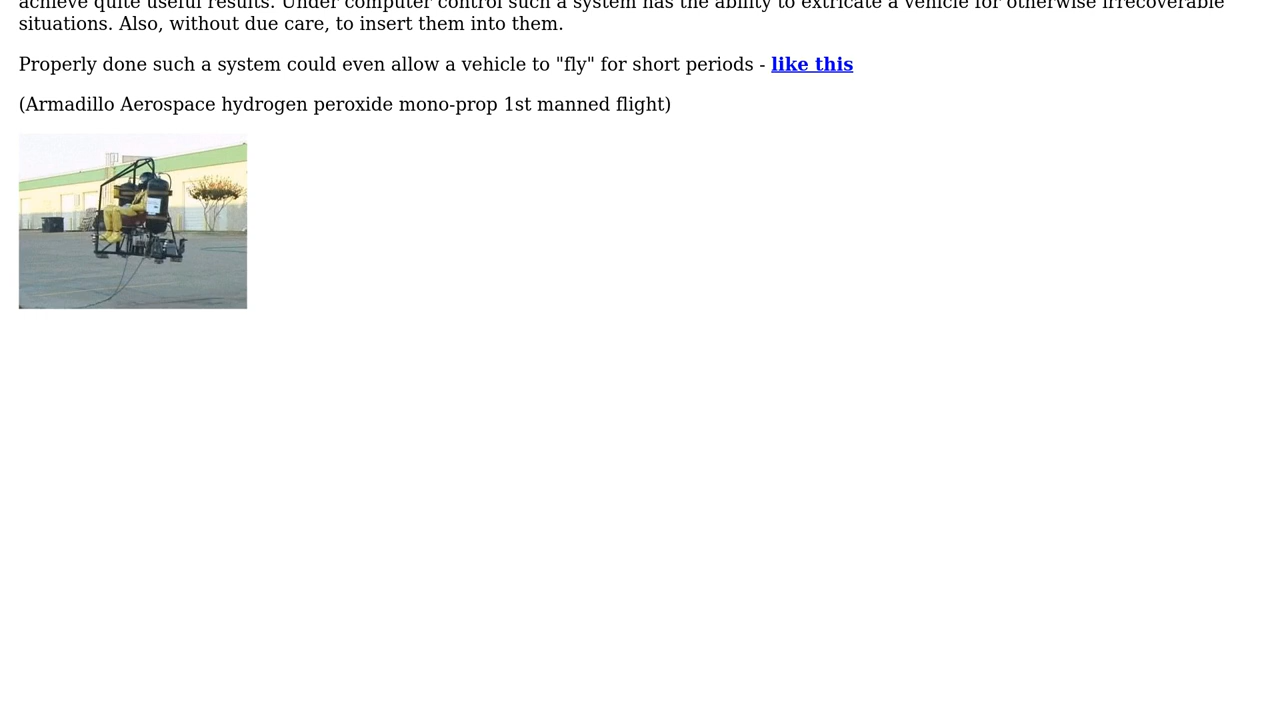 achieve quite useful results. Under computer control such a system has the ability to extricate a vehicle for otherwise irrecoverable
situations. Also, without due care, to insert them into them.
Properly done such a system could even allow a vehicle to "fly" for short periods - like this
(Armadillo Aerospace hydrogen peroxide mono-prop 1st manned flight)